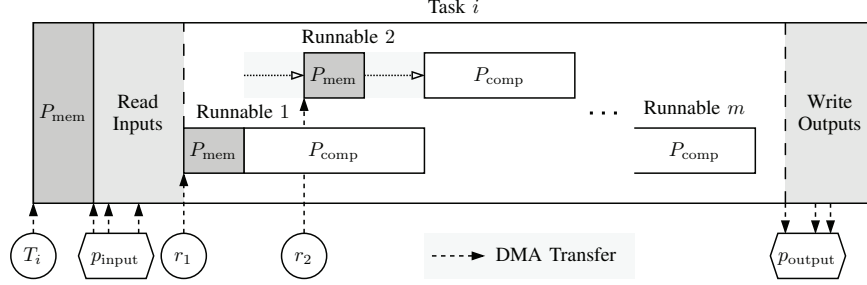 Task i
Runnable 2
P_mem
P_comp
P_mem
Read
Inputs
Runnable 1
. . .
Runnable m
Write
Outputs
P_mem
P_comp
P_comp
T_i
p_input
r_1
r_2
DMA Transfer
p_output